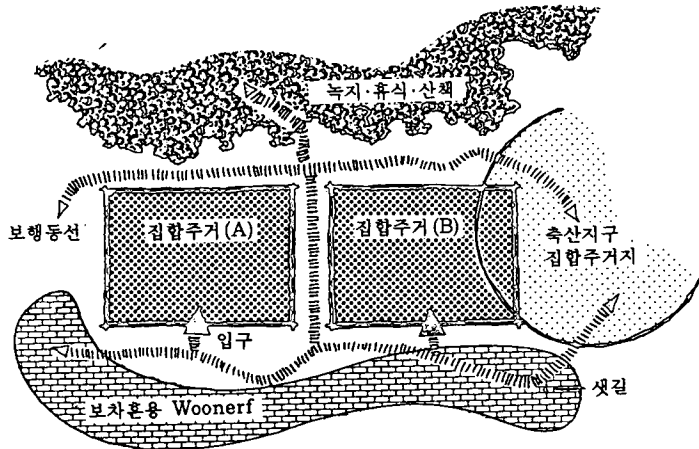 녹지·휴식·산책
집합주거 (A)
집합주거 (B)
보행동선
축산지구
집합주거지
입구
샛길
보차혼용 Woonerf